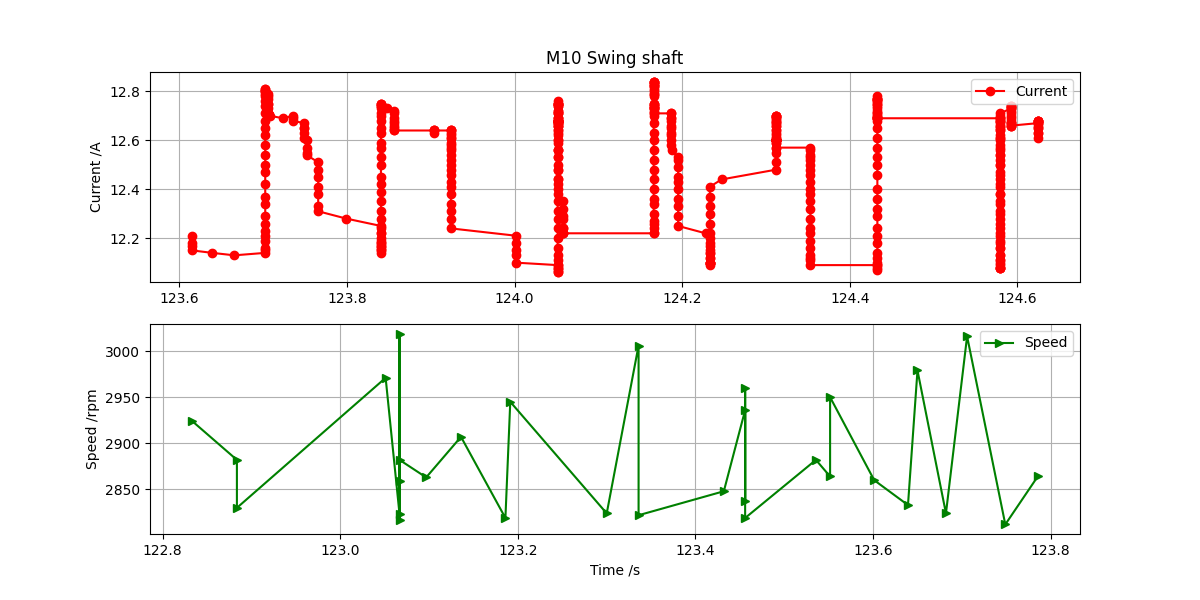 M10 Swing shaft
Current /A
12.8
12.6
12.4
12.2
Current
123.6 123.8 124.0 124.2 124.4 124.6
Speed /rpm
3000
2950
2900
2850
Speed
122.8 123.0 123.2 123.4 123.6 123.8
Time /s